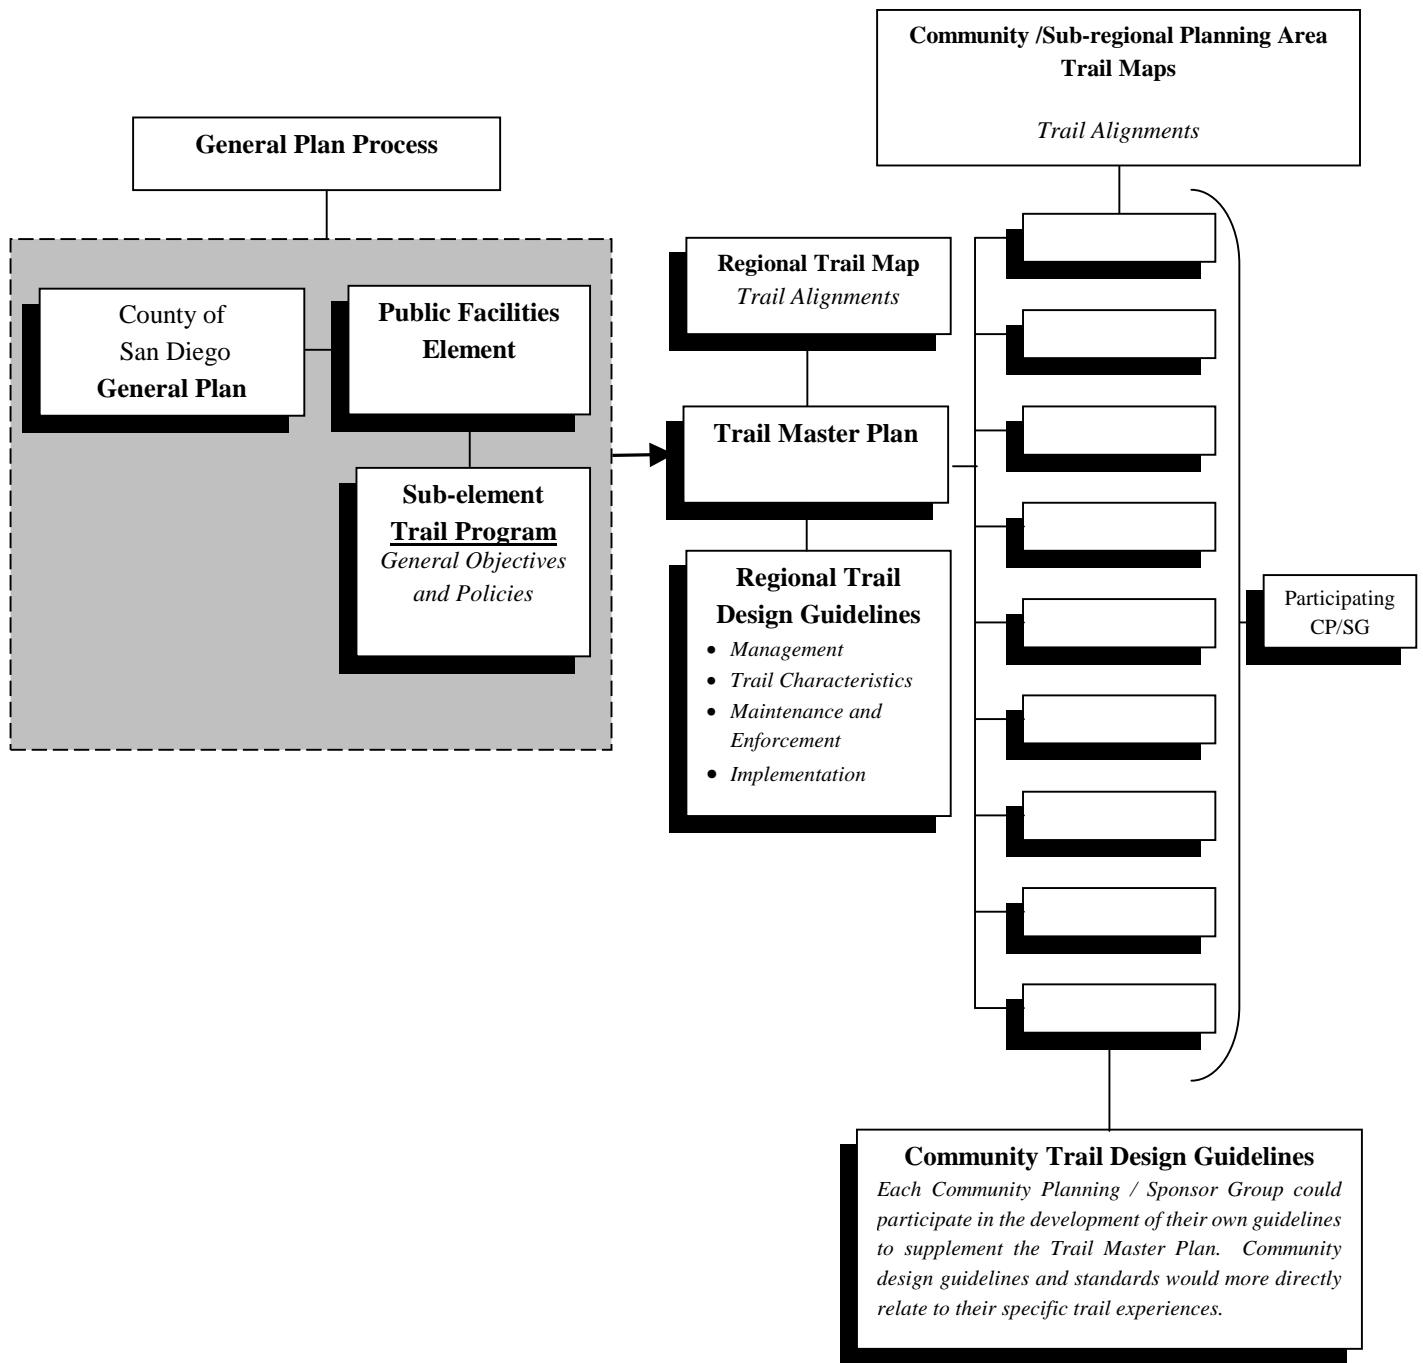 Community /Sub-regional Planning Area
Trail Maps
Trail Alignments
General Plan Process
County of
San Diego
General Plan
Public Facilities
Element
Sub-element
Trail Program
General Objectives
and Policies
Regional Trail Map
Trail Alignments
Trail Master Plan
Regional Trail
Design Guidelines
• Management
• Trail Characteristics
• Maintenance and
Enforcement
• Implementation
Participating
CP/SG
Community Trail Design Guidelines
Each Community Planning / Sponsor Group could
participate in the development of their own guidelines
to supplement the Trail Master Plan. Community
design guidelines and standards would more directly
relate to their specific trail experiences.